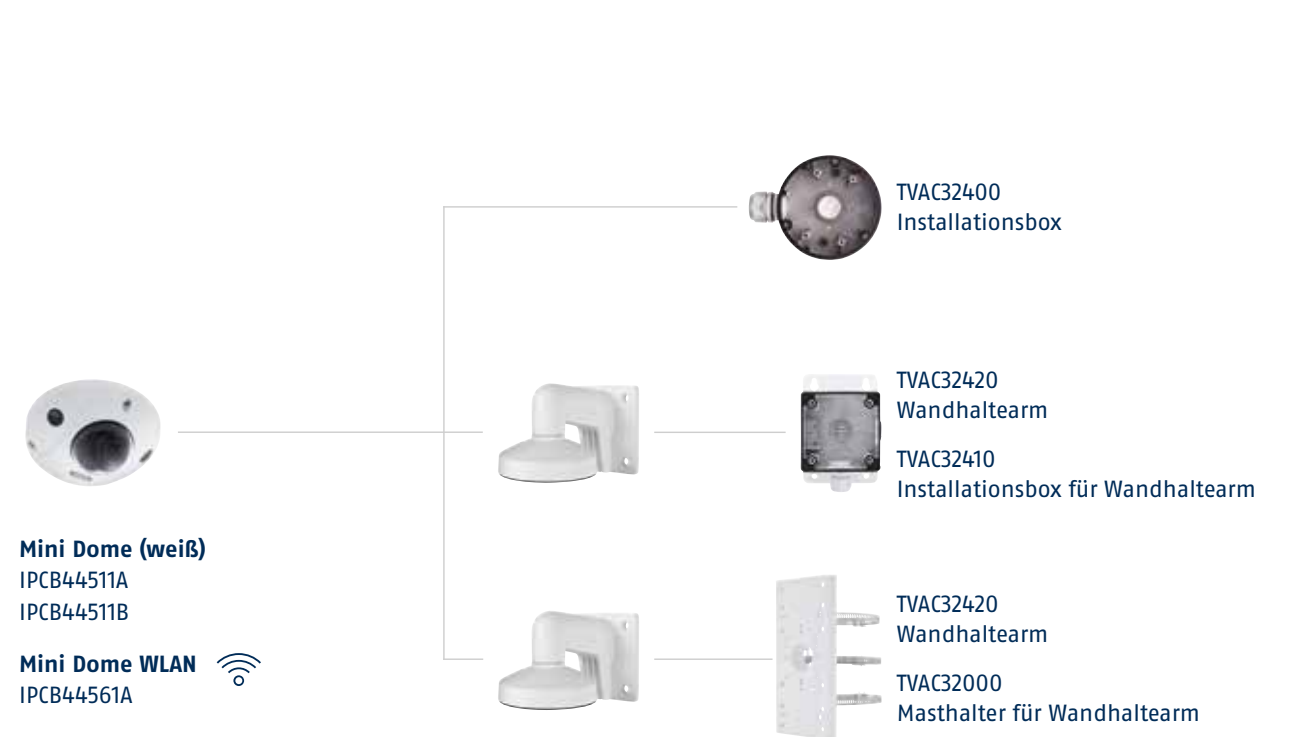 TVAC32400
Installationsbox
TVAC32420
Wandhaltearm
TVAC32410
Installationsbox für Wandhaltearm
Mini Dome (weiß)
IPCB44511A
IPCB44511B
Mini Dome WLAN
IPCB44561A
TVAC32420
Wandhaltearm
TVAC32000
Masthalter für Wandhaltearm